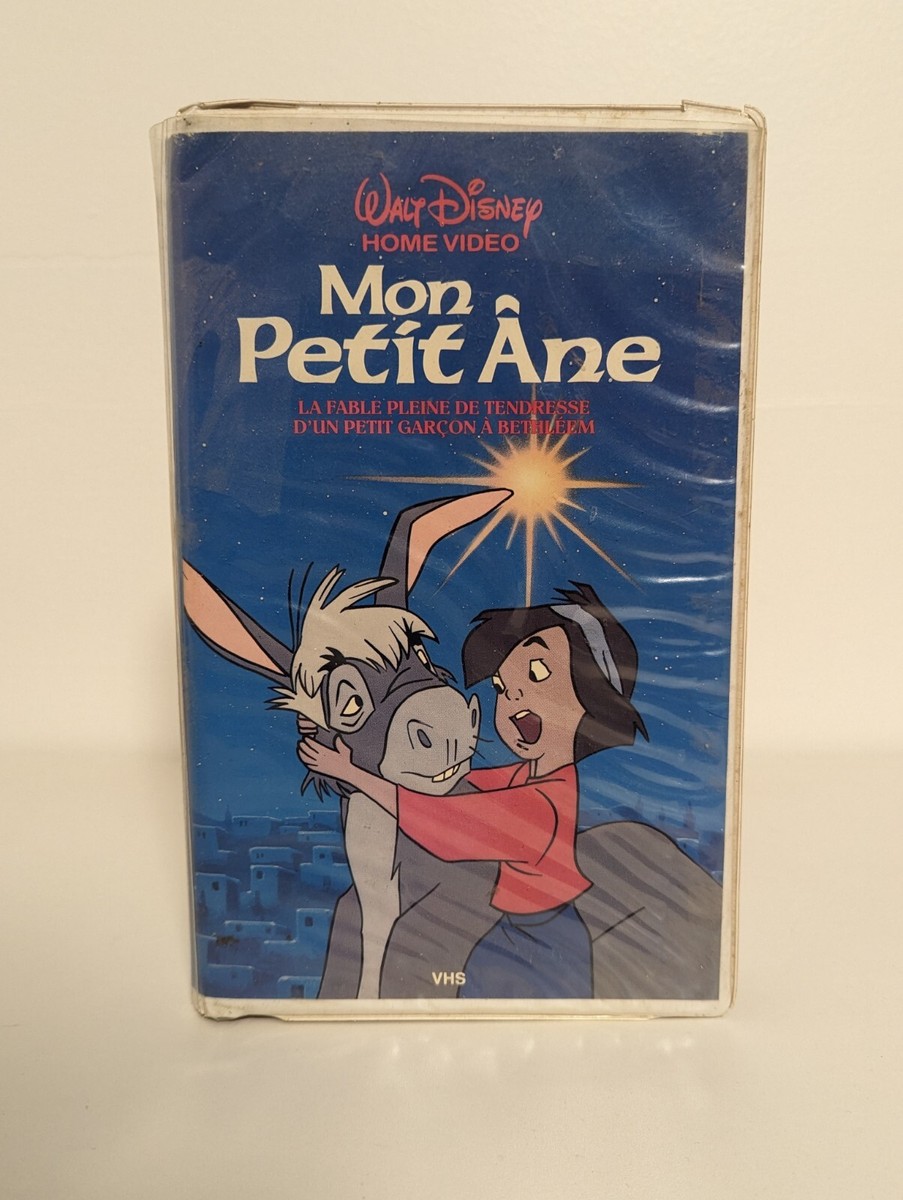 Walt Disney
HOME VIDEO
Mon
Petit Âne
LA FABLE PLEINE DE TENDRESSE
D'UN PETIT GARÇON À BETHLÉEM
VHS